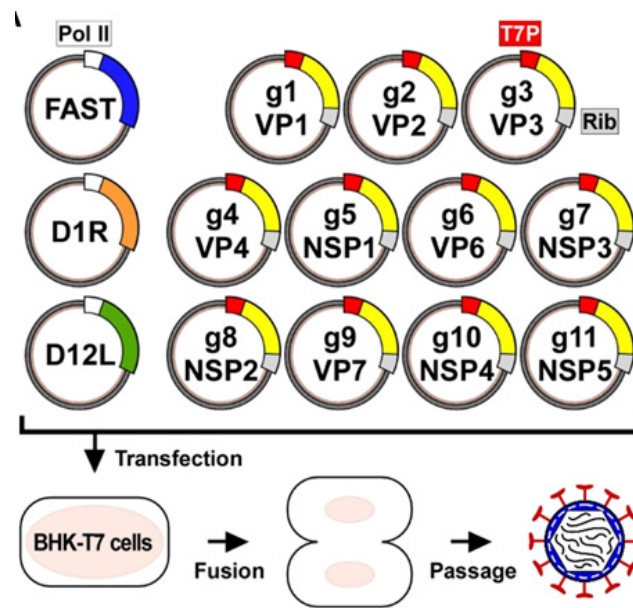 Pol II
T7P
FAST
g1
VP1
g2
VP2
g3
VP3
Rib
D1R
g4
VP4
g5
NSP1
g6
VP6
g7
NSP3
D12L
g8
NSP2
g9
VP7
g10
NSP4
g11
NSP5
Transfection
BHK-T7 cells
Fusion
Passage